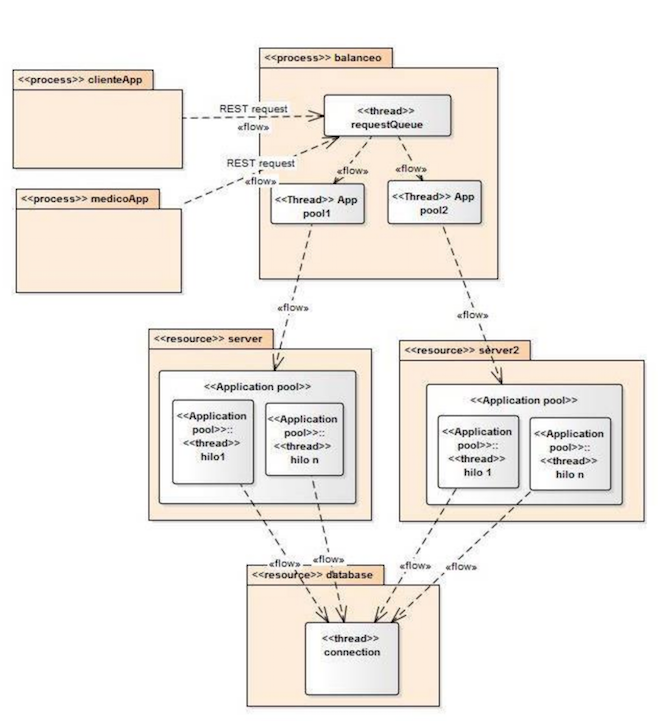 <<process>> balanceo
<<process>> clienteApp
REST request
«flow»
<<thread>>
requestQueue
REST request
«flow»
<<process>> medicoApp
«flow»
«flow»
<<Thread>> App
pool1
<<Thread>> App
pool2
«flow»
«flow»
<<resource>> server
<<resource>> server2
<<Application pool>>
<<Application
pool>>::
<<thread>>
hilo1
<<Application
pool>>::
<<thread>>
hilo n
<<Application pool>>
<<Application
pool>>::
<<thread>>
hilo 1
<<Application
pool>>::
<<thread>>
hilo n
«flow»
«flow»
«flow»
«flow»
<<resource>> database
<<thread>>
connection